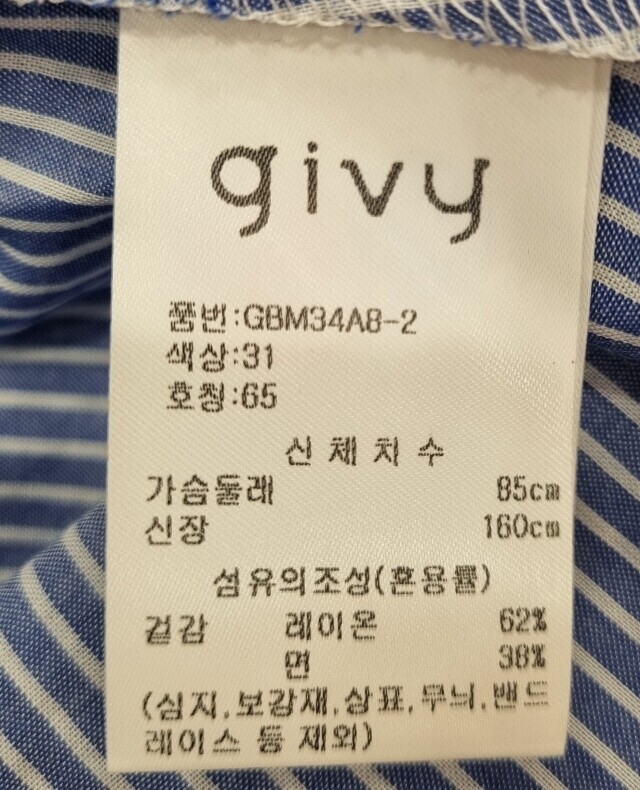 givy
품번:GBM34A8-2
색상:31
호칭:65
신체치수
가슴둘레 85cm
신장 160cm
섬유의조성(혼용률)
겉감 레이온 62%
면 38%
(심지,보강재,상표,무늬,밴드
레이스 등 제외)